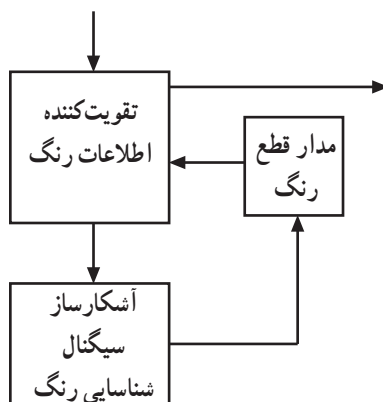 تقویت‌کننده
اطلاعات رنگ
مدار قطع
رنگ
آشکارساز
سیگنال
شناسایی رنگ